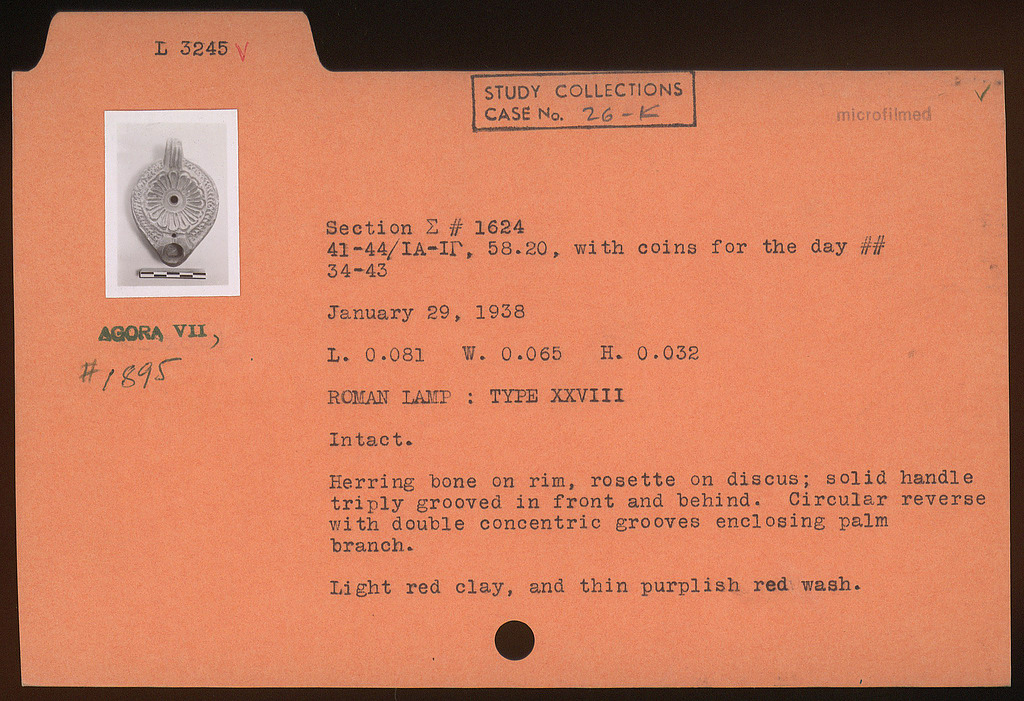 L 3245 ✓
STUDY COLLECTIONS
CASE No. 26-K
microfilmed
Section Σ # 1624
41-44/ΙΑ-ΙΓ, 58.20, with coins for the day ##
34-43
January 29, 1938
L. 0.081 W. 0.065 H. 0.032
ROMAN LAMP : TYPE XXVIII
Intact.
Herring bone on rim, rosette on discus; solid handle
triply grooved in front and behind. Circular reverse
with double concentric grooves enclosing palm
branch.
Light red clay, and thin purplish red wash.
AGORA VII,
#1895